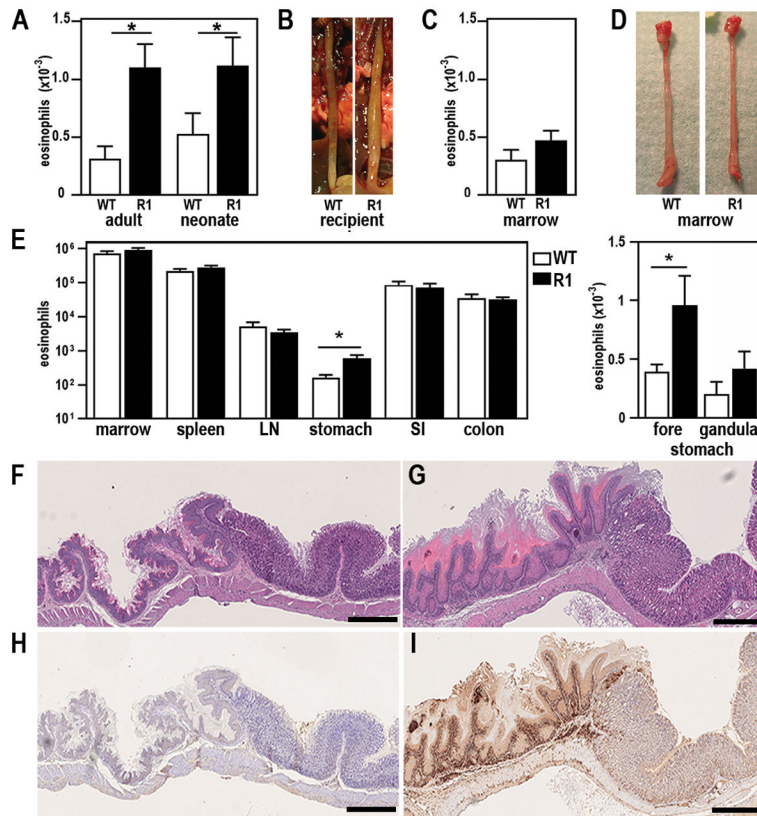 A
eosinophils (x10⁻³)
1.5
1.0
0.5
0
*
*
WT
R1
WT
R1
adult
neonate
B
WT
R1
recipient
C
eosinophils (x10⁻³)
1.5
1.0
0.5
0
WT
R1
marrow
D
WT
R1
marrow
E
eosinophils
10⁶
10⁵
10⁴
10³
10²
10¹
*
WT
R1
marrow
spleen
LN
stomach
SI
colon
eosinophils (x10⁻³)
1.5
1
0.5
0
*
fore
gandula
stomach
F
G
H
I